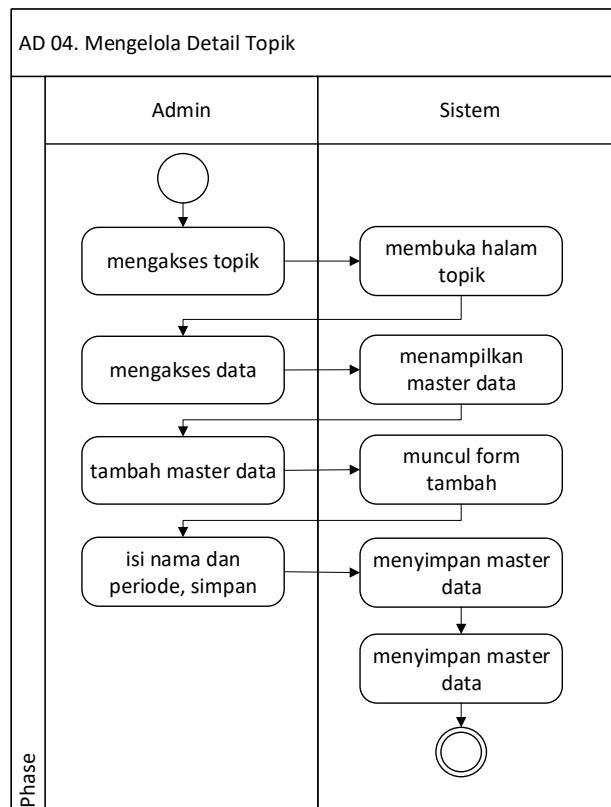 AD 04. Mengelola Detail Topik
Admin
Sistem
mengakses topik
membuka halam
topik
mengakses data
menampilkan
master data
tambah master data
muncul form
tambah
isi nama dan
periode, simpan
menyimpan master
data
menyimpan master
data
Phase